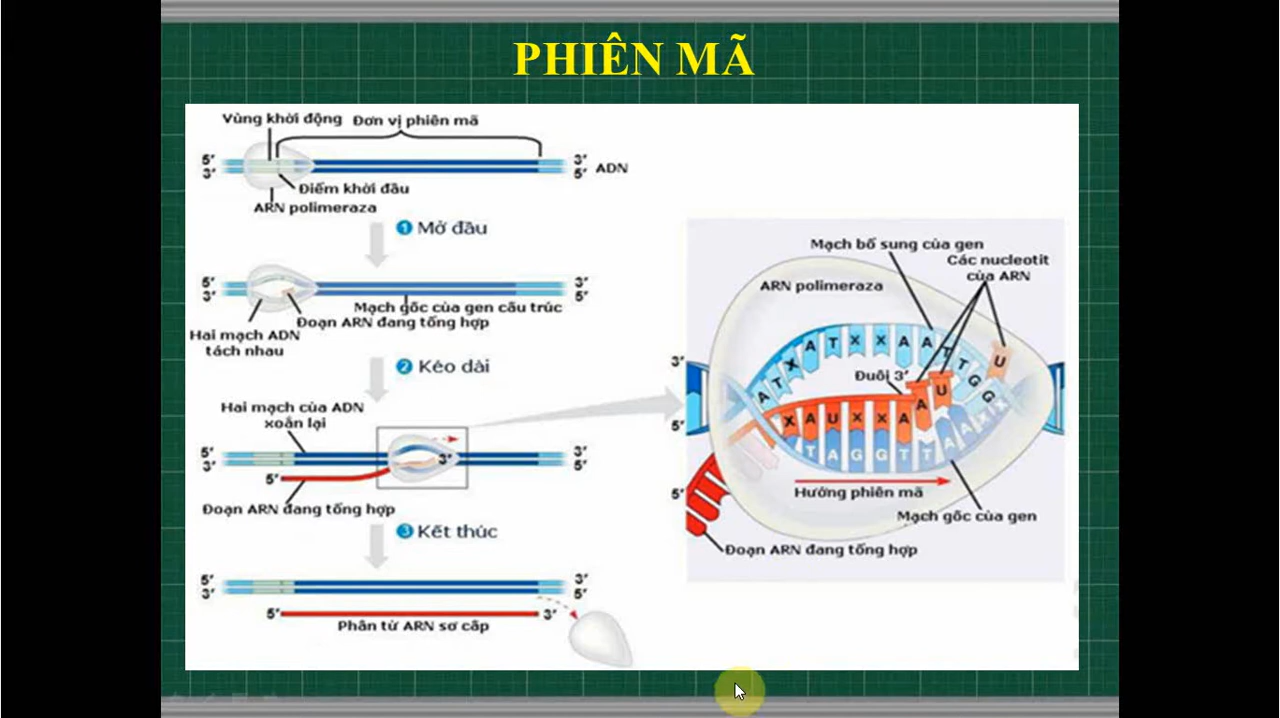 PHIÊN MÃ
Vùng khởi động
Đơn vị phiên mã
5’
3’
3’
5’
ADN
Điểm khởi đầu
ARN polimeraza
1 Mở đầu
5’
3’
3’
5’
Mạch gốc của gen cấu trúc
Đoạn ARN đang tổng hợp
Hai mạch ADN
tách nhau
2 Kéo dài
Hai mạch của ADN
xoắn lại
5’
3’
3’
3’
5’
5’
Đoạn ARN đang tổng hợp
3 Kết thúc
5’
3’
3’
5’
5’
3’
Phân tử ARN sơ cấp
Mạch bổ sung của gen
Các nucleotit
của ARN
ARN polimeraza
3’
5’
5’
A T X A T X X A A T T G G
U
Đuôi 3’
X A U X X A A U
T A G G T T A A X X
Hướng phiên mã
Mạch gốc của gen
Đoạn ARN đang tổng hợp